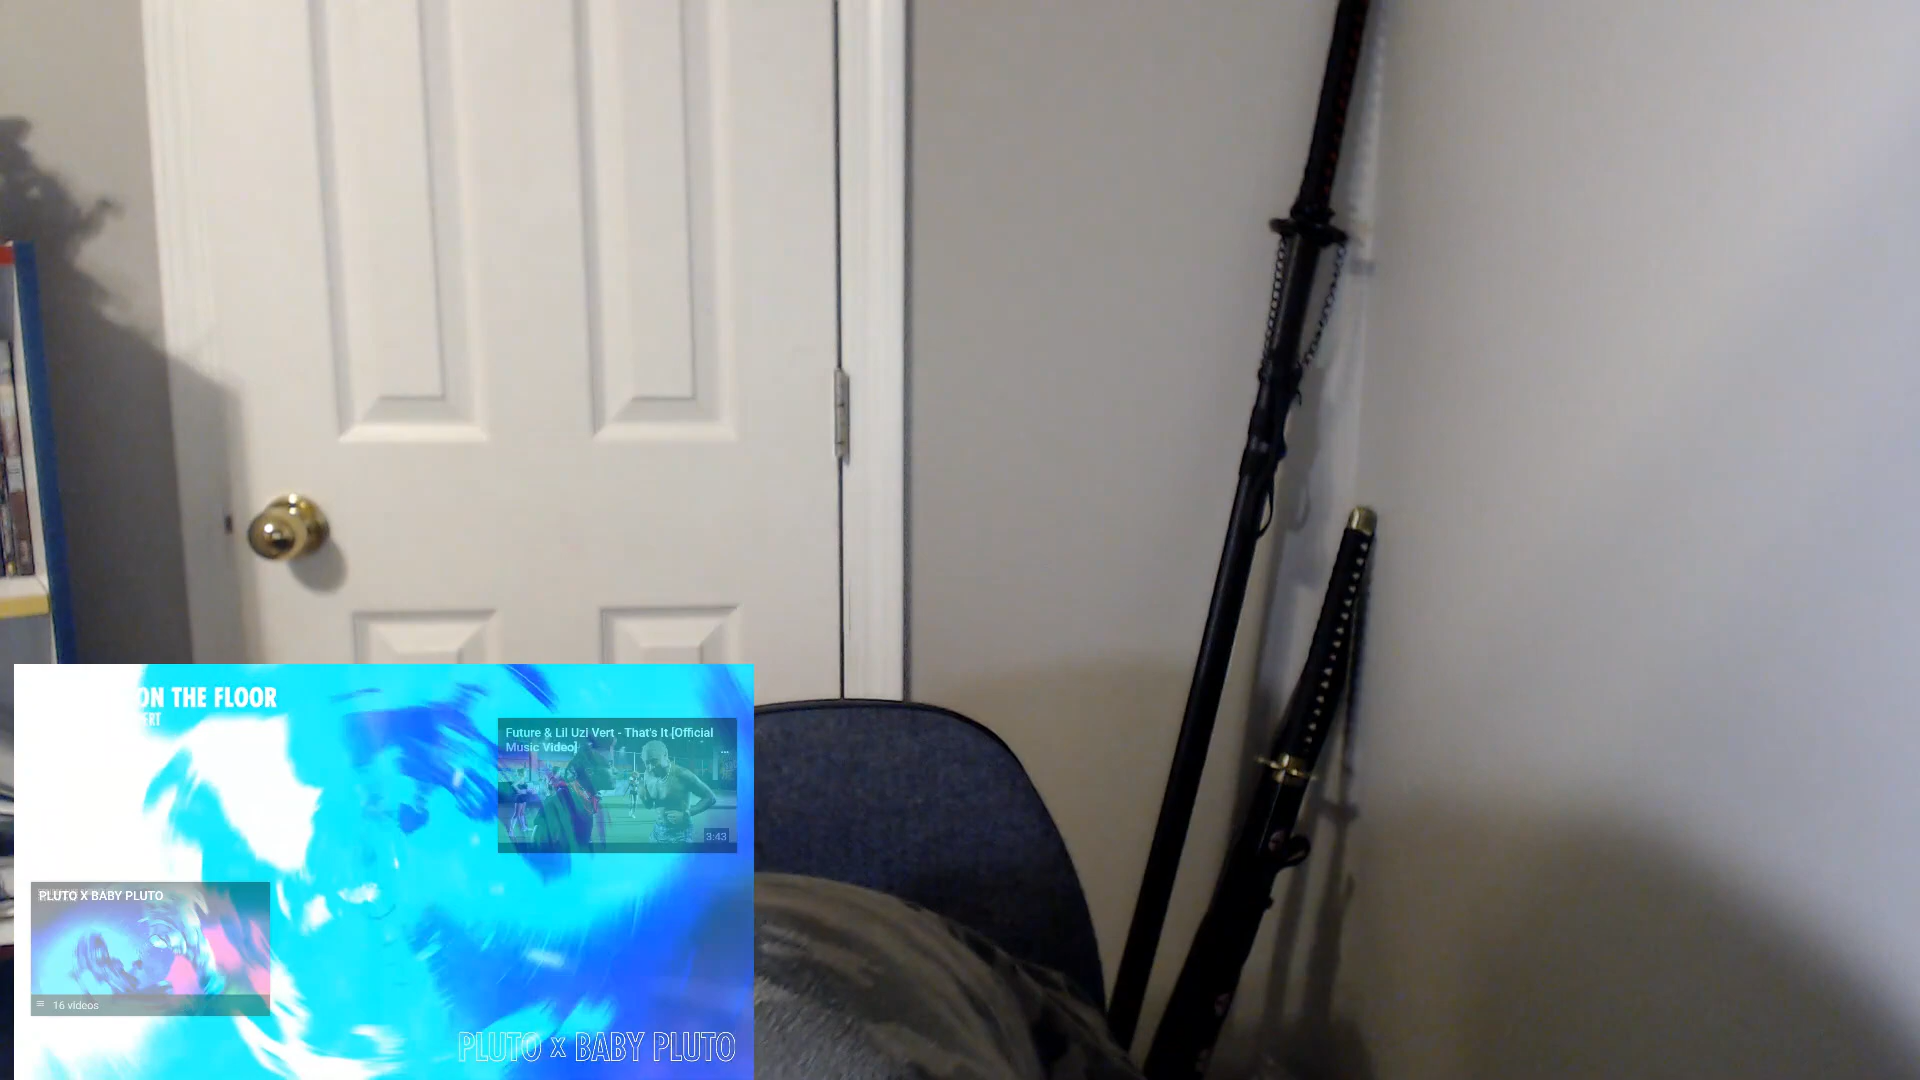 ON THE FLOOR
ERT
Future & Lil Uzi Vert - That's It [Official
Music Video]
3:43
PLUTO X BABY PLUTO
16 videos
PLUTO x BABY PLUTO